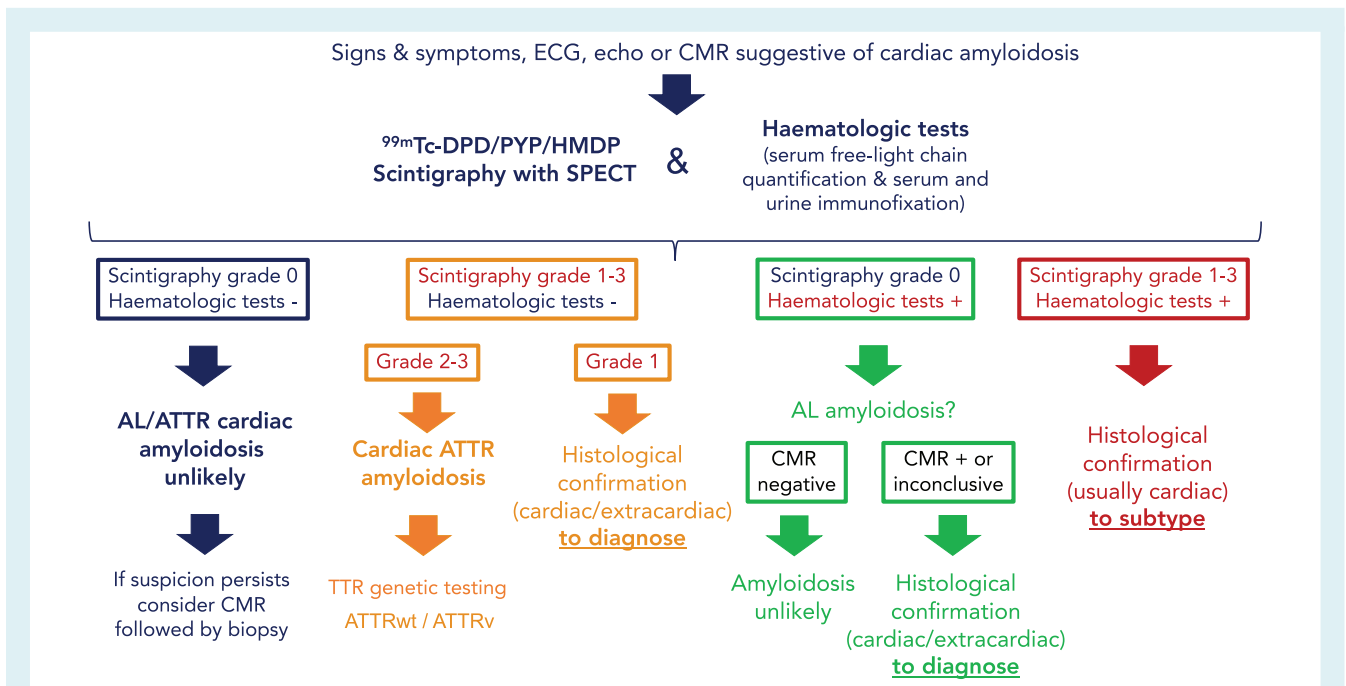 Signs & symptoms, ECG, echo or CMR suggestive of cardiac amyloidosis
99mTc-DPD/PYP/HMDP
Scintigraphy with SPECT
&
Haematologic tests
(serum free-light chain
quantification & serum and
urine immunofixation)
Scintigraphy grade 0
Haematologic tests -
Scintigraphy grade 1-3
Haematologic tests -
Scintigraphy grade 0
Haematologic tests +
Scintigraphy grade 1-3
Haematologic tests +
AL/ATTR cardiac
amyloidosis
unlikely
If suspicion persists
consider CMR
followed by biopsy
Grade 2-3
Cardiac ATTR
amyloidosis
TTR genetic testing
ATTRwt / ATTRv
Grade 1
Histological
confirmation
(cardiac/extracardiac)
to diagnose
AL amyloidosis?
CMR
negative
Amyloidosis
unlikely
CMR + or
inconclusive
Histological
confirmation
(cardiac/extracardiac)
to diagnose
Histological
confirmation
(usually cardiac)
to subtype